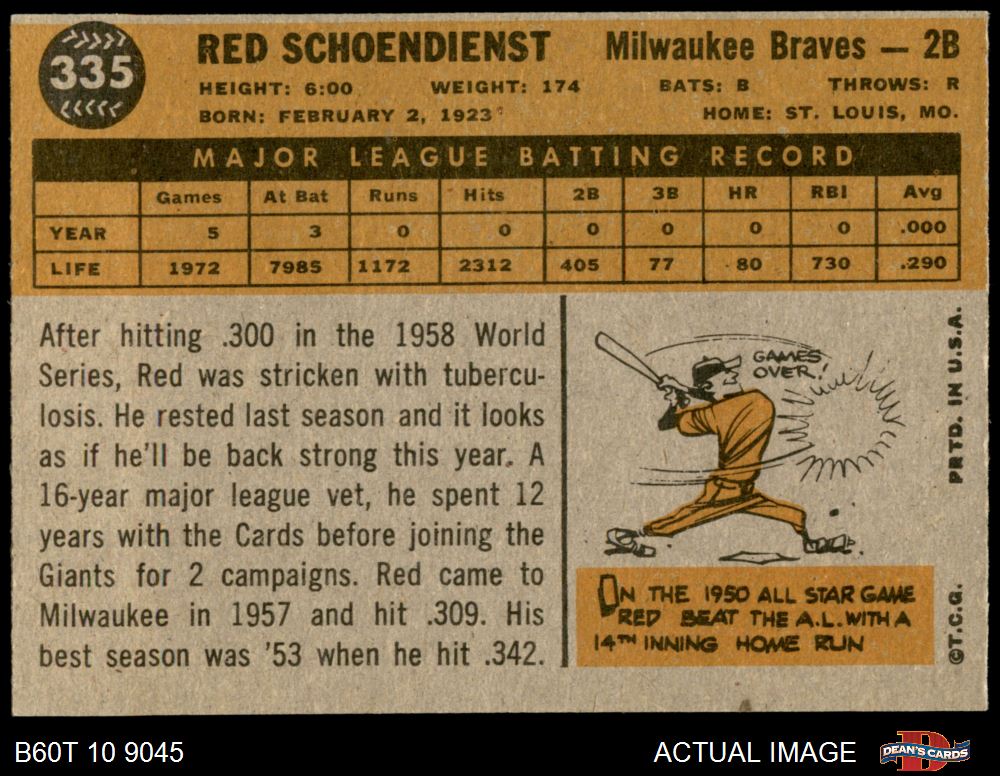 335
RED SCHOENDIENST Milwaukee Braves — 2B
HEIGHT: 6:00 WEIGHT: 174 BATS: B THROWS: R
BORN: FEBRUARY 2, 1923 HOME: ST. LOUIS, MO.
MAJOR LEAGUE BATTING RECORD
Games At Bat Runs Hits 2B 3B HR RBI Avg
YEAR 5 3 0 0 0 0 0 0 .000
LIFE 1972 7985 1172 2312 405 77 80 730 .290
After hitting .300 in the 1958 World
Series, Red was stricken with tubercu-
losis. He rested last season and it looks
as if he'll be back strong this year. A
16-year major league vet, he spent 12
years with the Cards before joining the
Giants for 2 campaigns. Red came to
Milwaukee in 1957 and hit .309. His
best season was '53 when he hit .342.
GAMES
OVER!
ON THE 1950 ALL STAR GAME
RED BEAT THE A.L. WITH A
14TH INNING HOME RUN
PRTD. IN U.S.A.
©T.C.G.
B60T 10 9045
ACTUAL IMAGE
DEAN'S CARDS